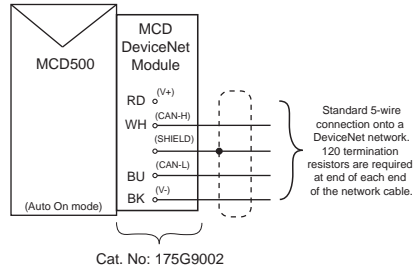 MCD500
(Auto On mode)
MCD
DeviceNet
Module
RD (V+)
WH (CAN-H)
(SHIELD)
BU (CAN-L)
BK (V-)
Standard 5-wire
connection onto a
DeviceNet network.
120 termination
resistors are required
at end of each end
of the network cable.
Cat. No: 175G9002